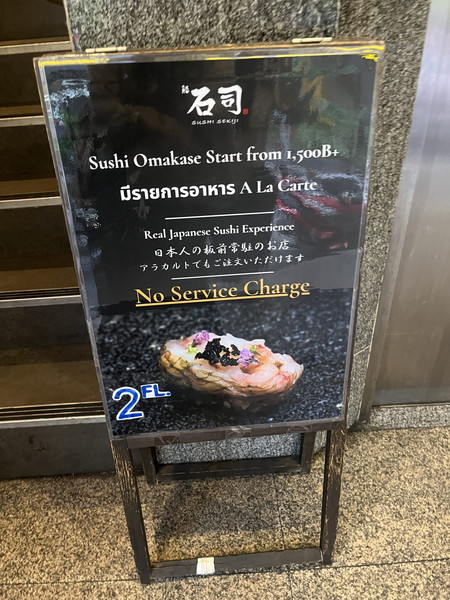 鮨 石司
SUSHI SEKIJI
Sushi Omakase Start from 1,500B+
มีรายการอาหาร A La Carte
Real Japanese Sushi Experience
日本人の板前常駐のお店
アラカルトでもご注文いただけます
No Service Charge
2FL.